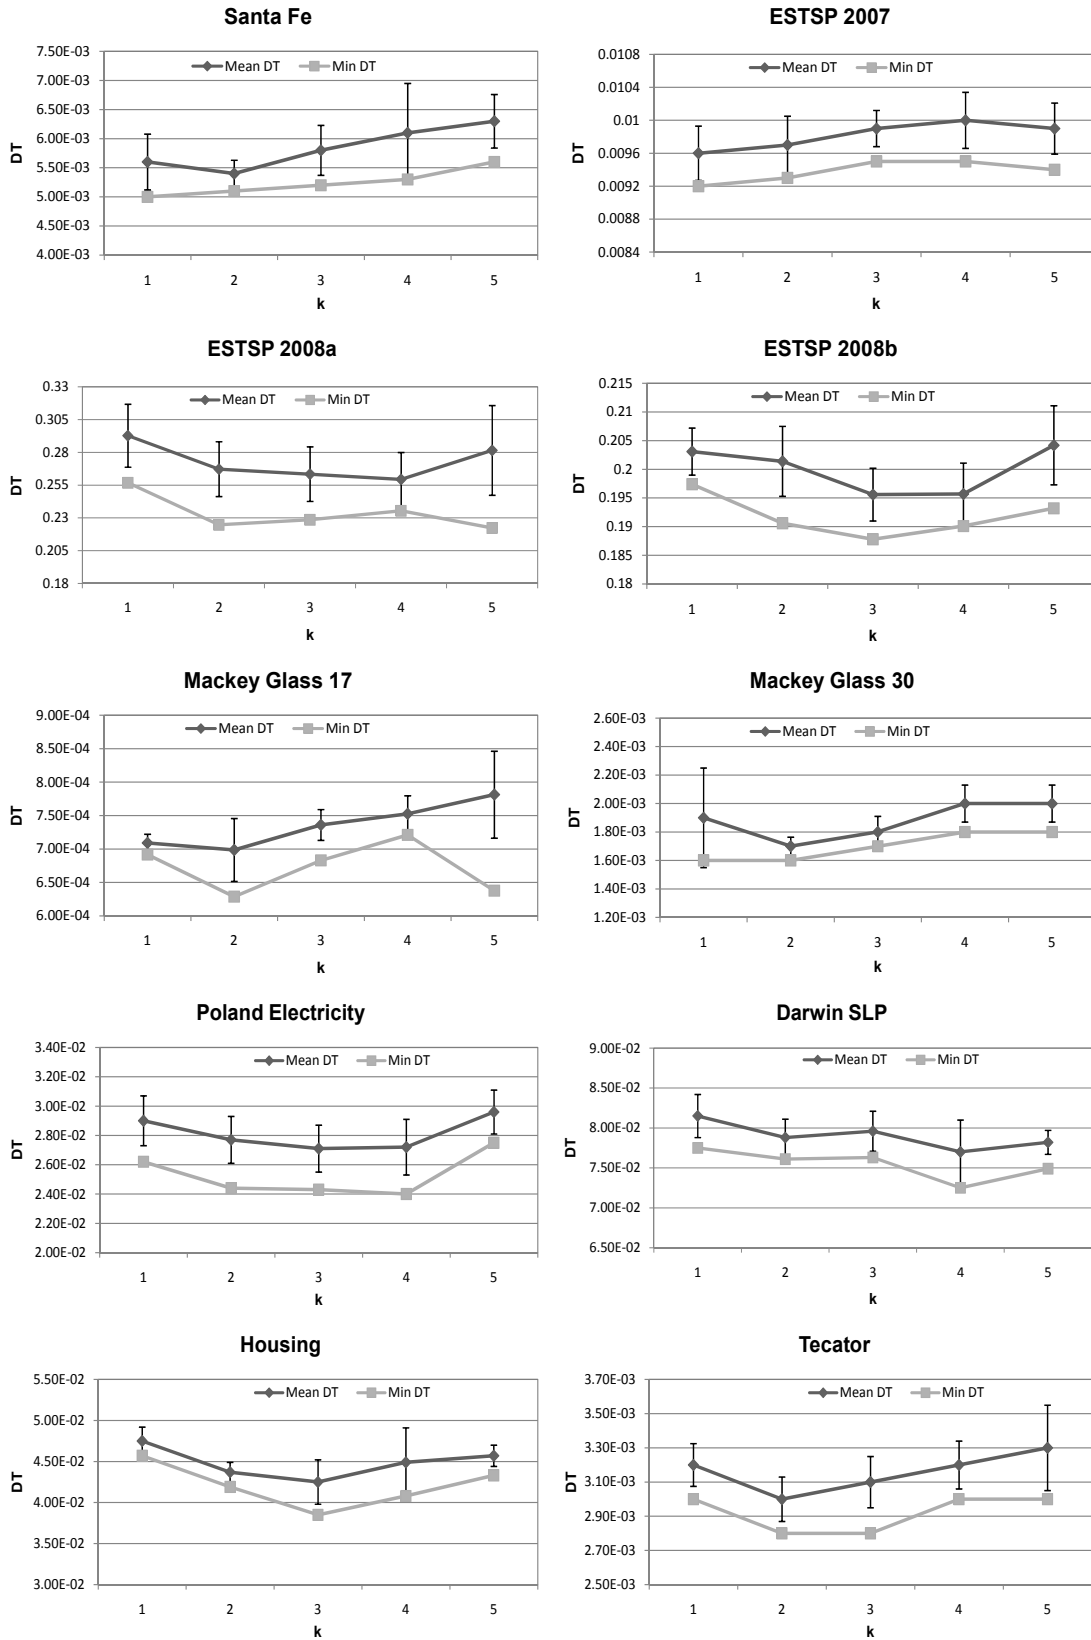 Santa Fe
7.50E-03
7.00E-03
6.50E-03
6.00E-03
5.50E-03
5.00E-03
4.50E-03
4.00E-03
DT
Mean DT Min DT
1 2 3 4 5
k
ESTSP 2007
0.0108
0.0104
0.01
0.0096
0.0092
0.0088
0.0084
DT
Mean DT Min DT
1 2 3 4 5
k
ESTSP 2008a
0.33
0.305
0.28
0.255
0.23
0.205
0.18
DT
Mean DT Min DT
1 2 3 4 5
k
ESTSP 2008b
0.215
0.21
0.205
0.2
0.195
0.19
0.185
0.18
DT
Mean DT Min DT
1 2 3 4 5
k
Mackey Glass 17
9.00E-04
8.50E-04
8.00E-04
7.50E-04
7.00E-04
6.50E-04
6.00E-04
DT
Mean DT Min DT
1 2 3 4 5
k
Mackey Glass 30
2.60E-03
2.40E-03
2.20E-03
2.00E-03
1.80E-03
1.60E-03
1.40E-03
1.20E-03
DT
Mean DT Min DT
1 2 3 4 5
k
Poland Electricity
3.40E-02
3.20E-02
3.00E-02
2.80E-02
2.60E-02
2.40E-02
2.20E-02
2.00E-02
DT
Mean DT Min DT
1 2 3 4 5
k
Darwin SLP
9.00E-02
8.50E-02
8.00E-02
7.50E-02
7.00E-02
6.50E-02
DT
Mean DT Min DT
1 2 3 4 5
k
Housing
5.50E-02
5.00E-02
4.50E-02
4.00E-02
3.50E-02
3.00E-02
DT
Mean DT Min DT
1 2 3 4 5
k
Tecator
3.70E-03
3.50E-03
3.30E-03
3.10E-03
2.90E-03
2.70E-03
2.50E-03
DT
Mean DT Min DT
1 2 3 4 5
k